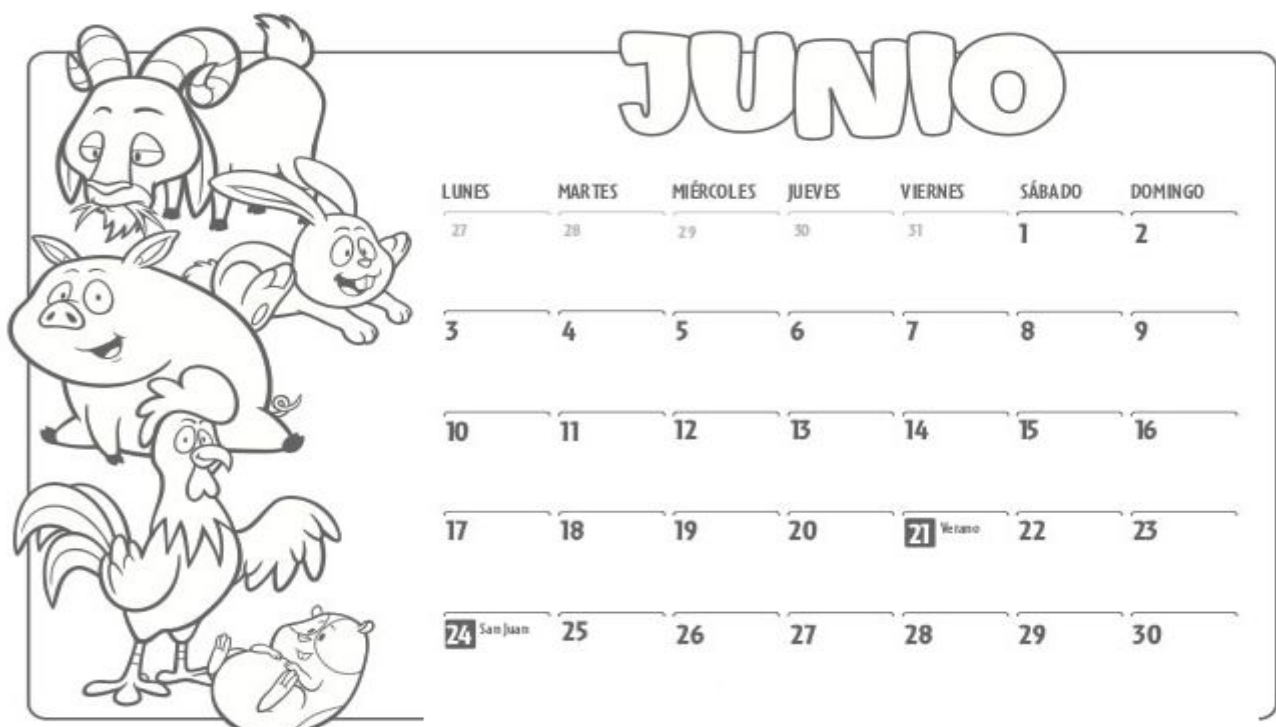 JUNIO
LUNES MARTES MIÉRCOLES JUEVES VIERNES SÁBADO DOMINGO
27 28 29 30 31 1 2
3 4 5 6 7 8 9
10 11 12 13 14 15 16
17 18 19 20 21 Verano 22 23
24 San Juan 25 26 27 28 29 30